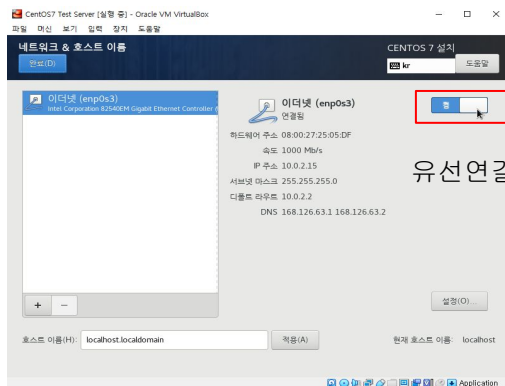 CentOS7 Test Server [실행 중] - Oracle VM VirtualBox
파일 머신 보기 입력 장치 도움말
네트워크 & 호스트 이름
CENTOS 7 설치
완료(D)
kr
도움말
이더넷 (enp0s3)
Intel Corporation 82540EM Gigabit Ethernet Controller
이더넷 (enp0s3)
연결됨
켬
하드웨어 주소 08:00:27:25:05:DF
속도 1000 Mb/s
IP 주소 10.0.2.15
서브넷 마스크 255.255.255.0
디폴트 라우트 10.0.2.2
DNS 168.126.63.1 168.126.63.2
유선연결
+ −
설정(O)...
호스트 이름(H): localhost.localdomain
적용(A)
현재 호스트 이름: localhost
Application